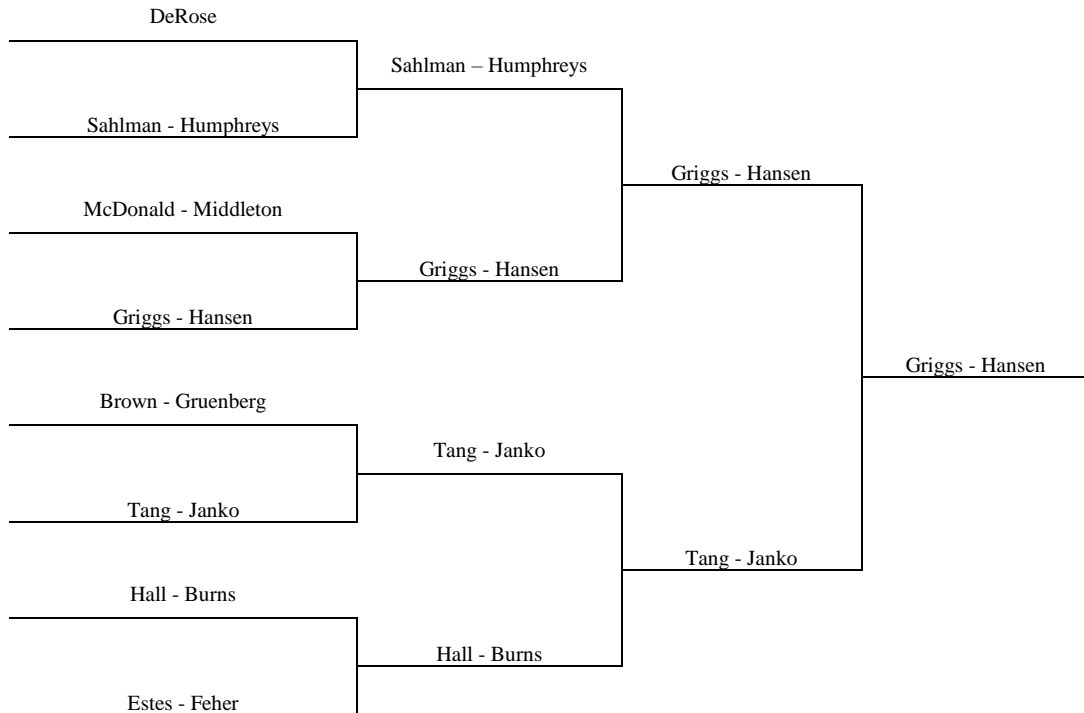 DeRose
Sahlman – Humphreys
Sahlman - Humphreys
Griggs - Hansen
McDonald - Middleton
Griggs - Hansen
Griggs - Hansen
Griggs - Hansen
Brown - Gruenberg
Tang - Janko
Tang - Janko
Tang - Janko
Hall - Burns
Hall - Burns
Estes - Feher